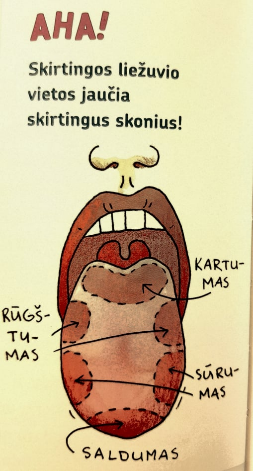 AHA!
Skirtingos liežuvio
vietos jaučia
skirtingus skonius!
KARTU-
MAS
RŪGŠ-
TU-
MAS
SŪRU-
MAS
SALDUMAS